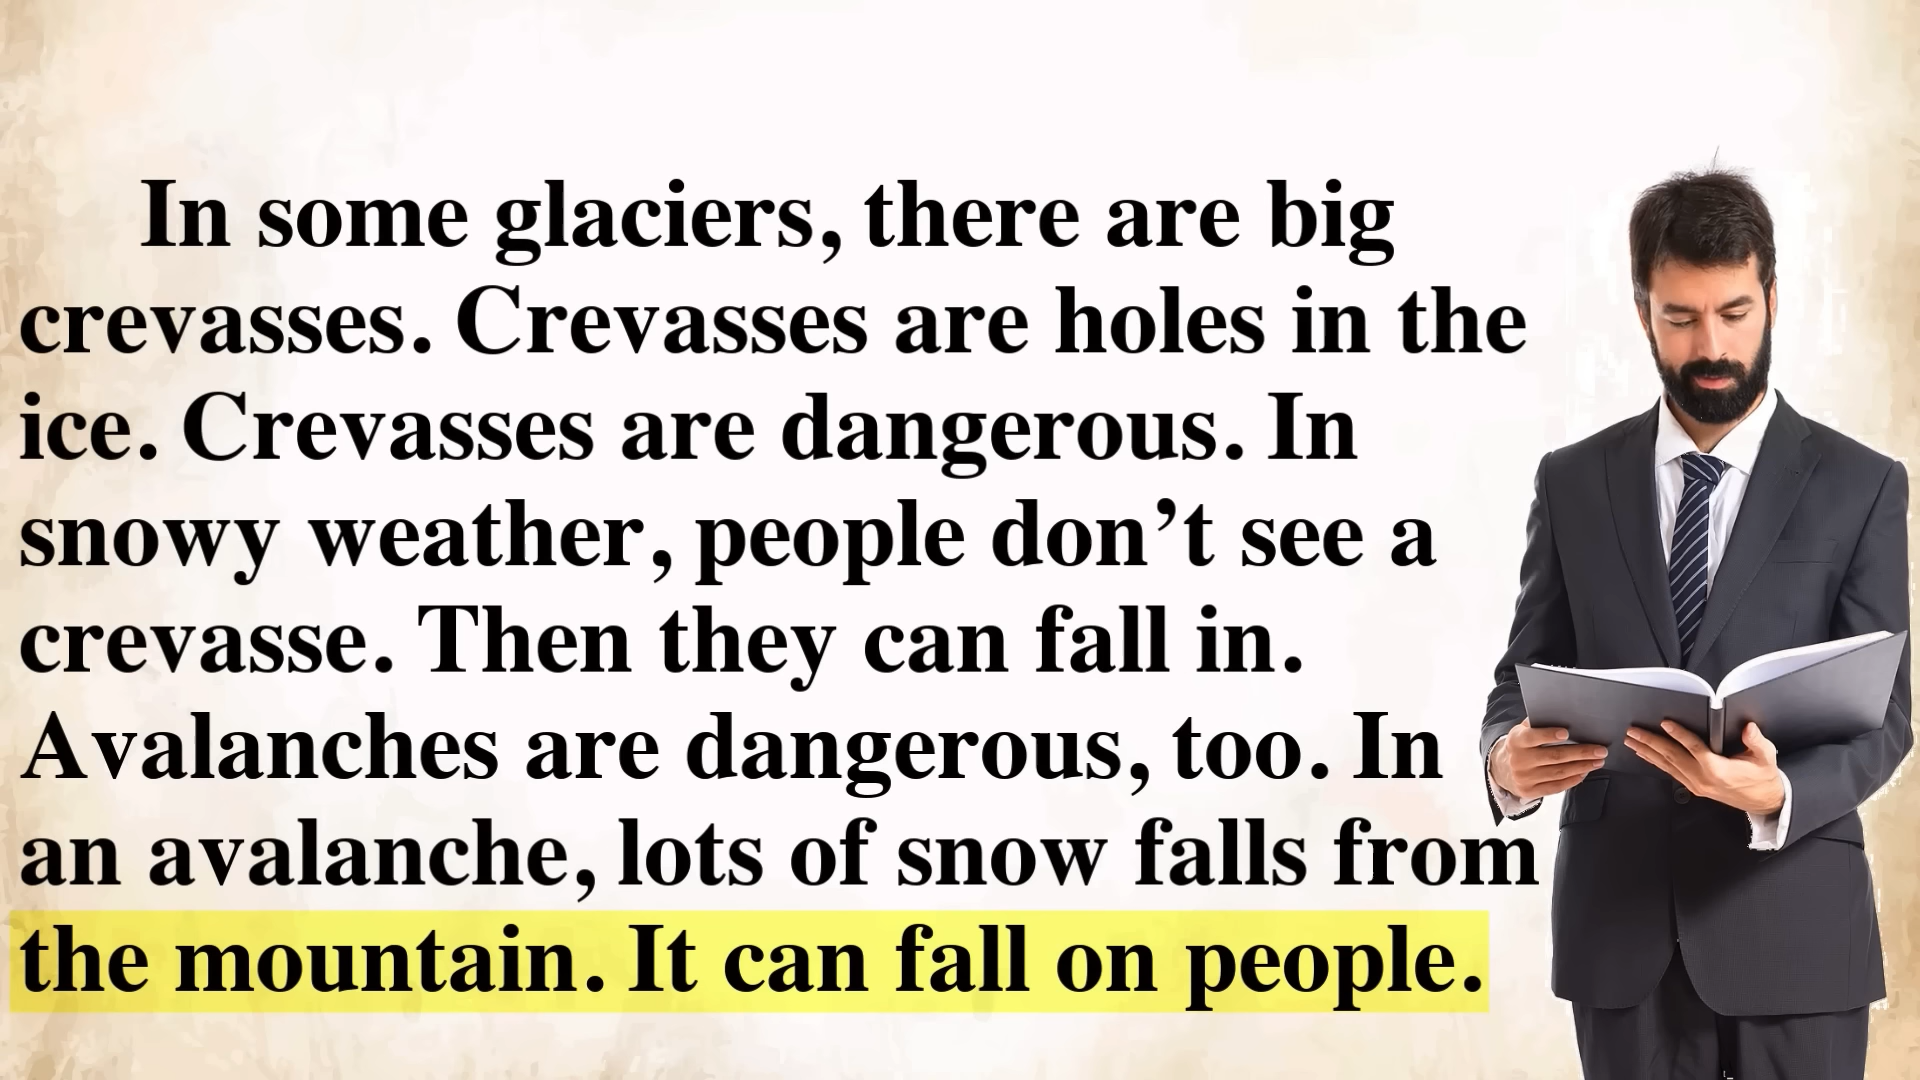 In some glaciers, there are big
crevasses. Crevasses are holes in the
ice. Crevasses are dangerous. In
snowy weather, people don’t see a
crevasse. Then they can fall in.
Avalanches are dangerous, too. In
an avalanche, lots of snow falls from
the mountain. It can fall on people.